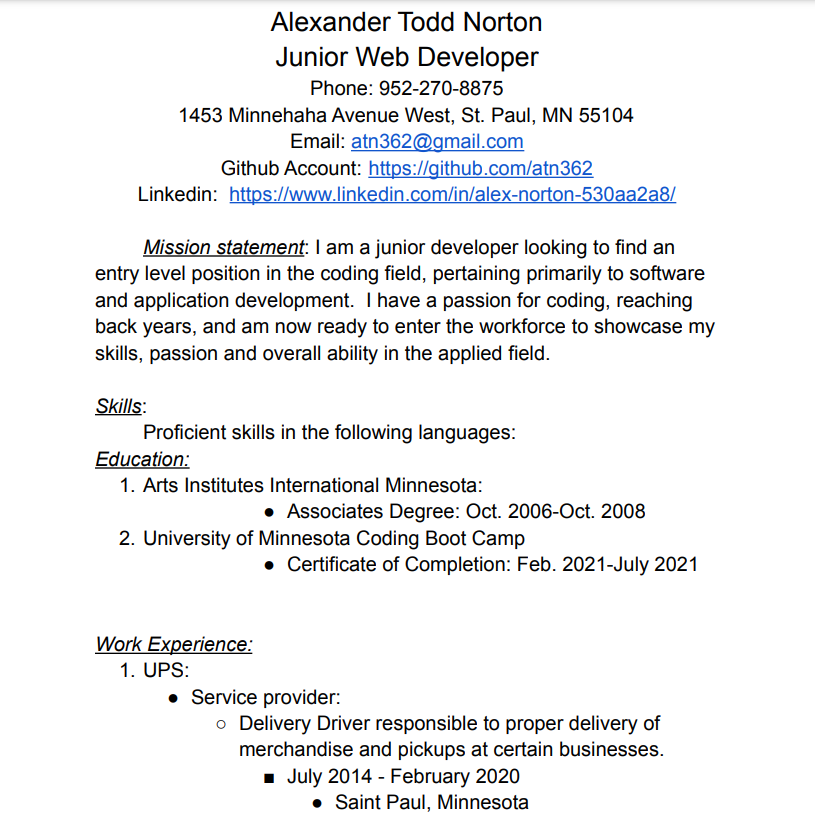 Alexander Todd Norton
Junior Web Developer
Phone: 952-270-8875
1453 Minnehaha Avenue West, St. Paul, MN 55104
Email: atn362@gmail.com
Github Account: https://github.com/atn362
Linkedin: https://www.linkedin.com/in/alex-norton-530aa2a8/
Mission statement: I am a junior developer looking to find an
entry level position in the coding field, pertaining primarily to software
and application development. I have a passion for coding, reaching
back years, and am now ready to enter the workforce to showcase my
skills, passion and overall ability in the applied field.
Skills:
Proficient skills in the following languages:
Education:
1. Arts Institutes International Minnesota:
● Associates Degree: Oct. 2006-Oct. 2008
2. University of Minnesota Coding Boot Camp
● Certificate of Completion: Feb. 2021-July 2021
Work Experience:
1. UPS:
● Service provider:
○ Delivery Driver responsible to proper delivery of
merchandise and pickups at certain businesses.
■ July 2014 - February 2020
● Saint Paul, Minnesota